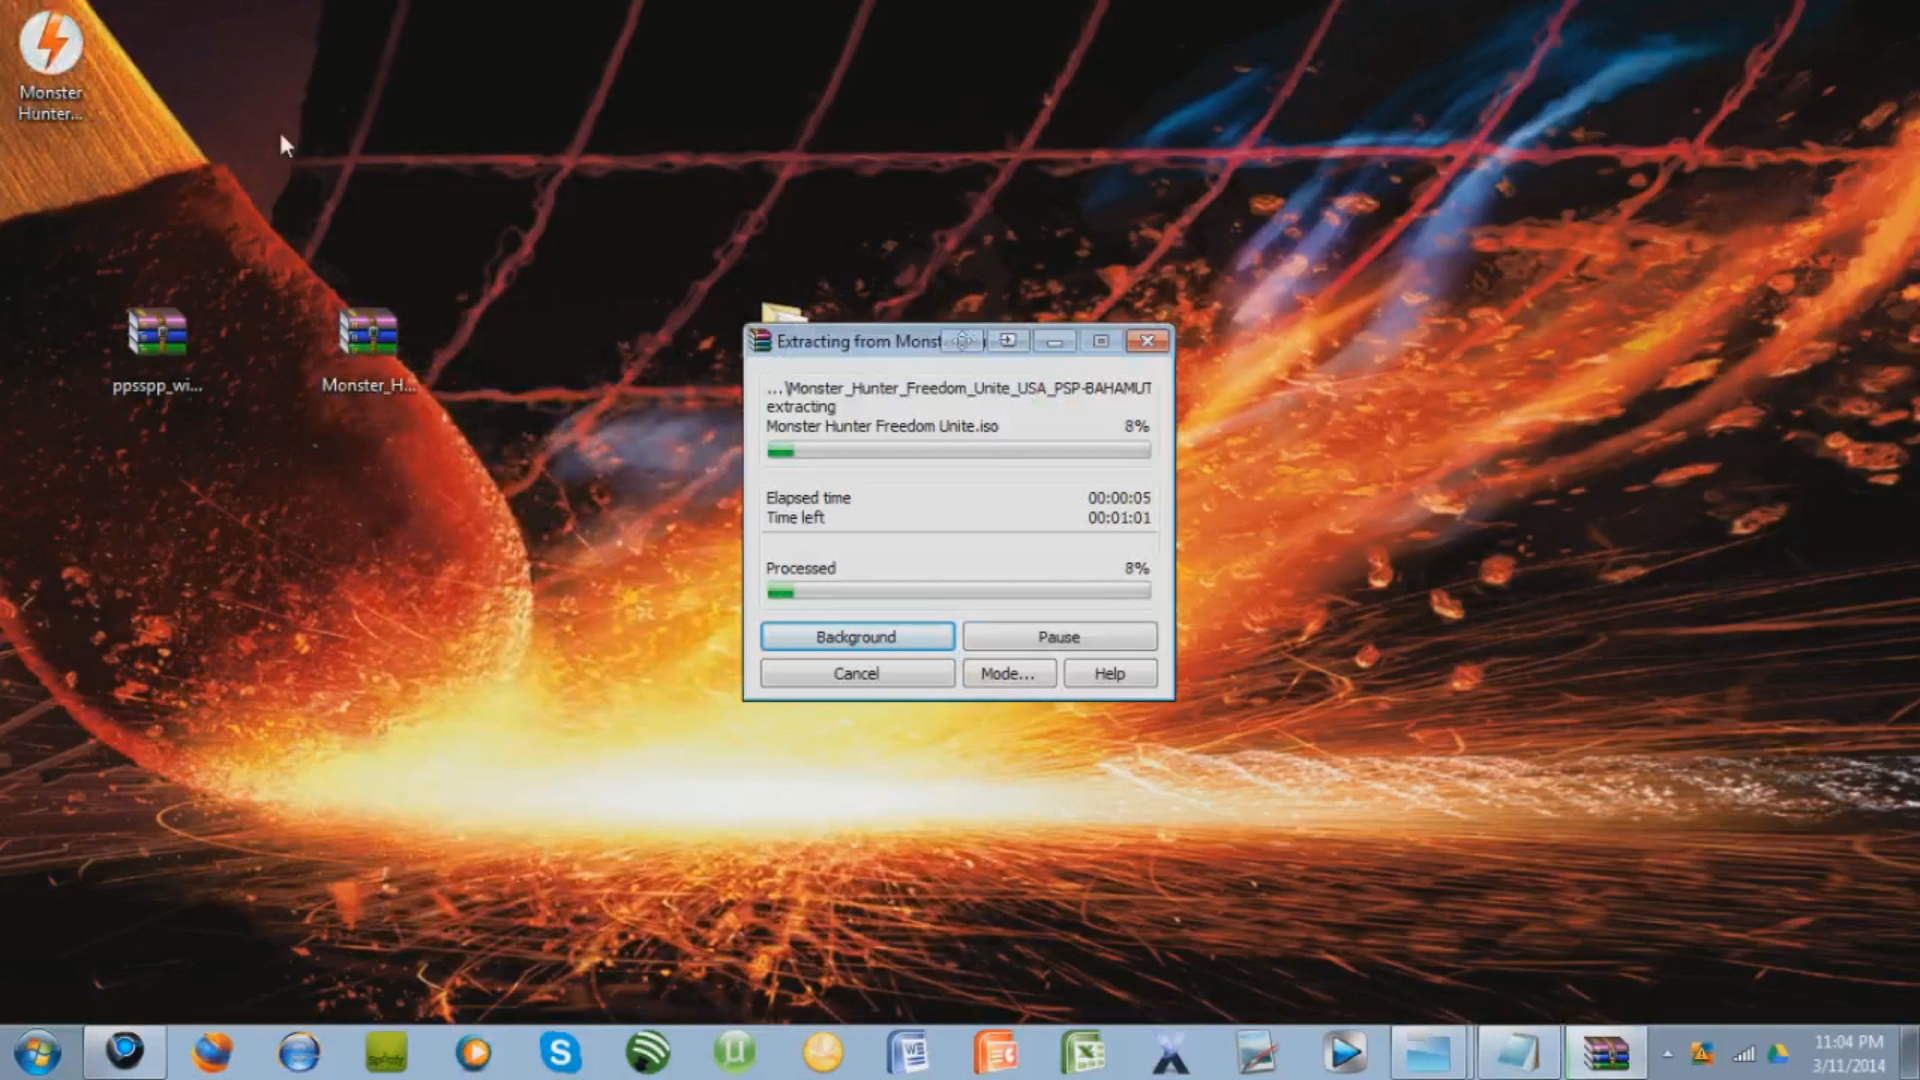 Monster
Hunter...
ppsspp_wi...
Monster_H...
Extracting from Monst
...\Monster_Hunter_Freedom_Unite_USA_PSP-BAHAMUT
extracting
Monster Hunter Freedom Unite.iso 8%
Elapsed time 00:00:05
Time left 00:01:01
Processed 8%
Background Pause
Cancel Mode... Help
Spotify
11:04 PM
3/11/2014